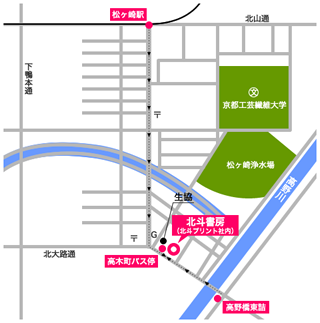 松ヶ崎駅
北山通
下鴨本通
〒
京都工芸繊維大学
松ヶ崎浄水場
高野川
生協
北斗書房
(北斗プリント社内)
〒
G
北大路通
高木町バス停
高野橋東詰